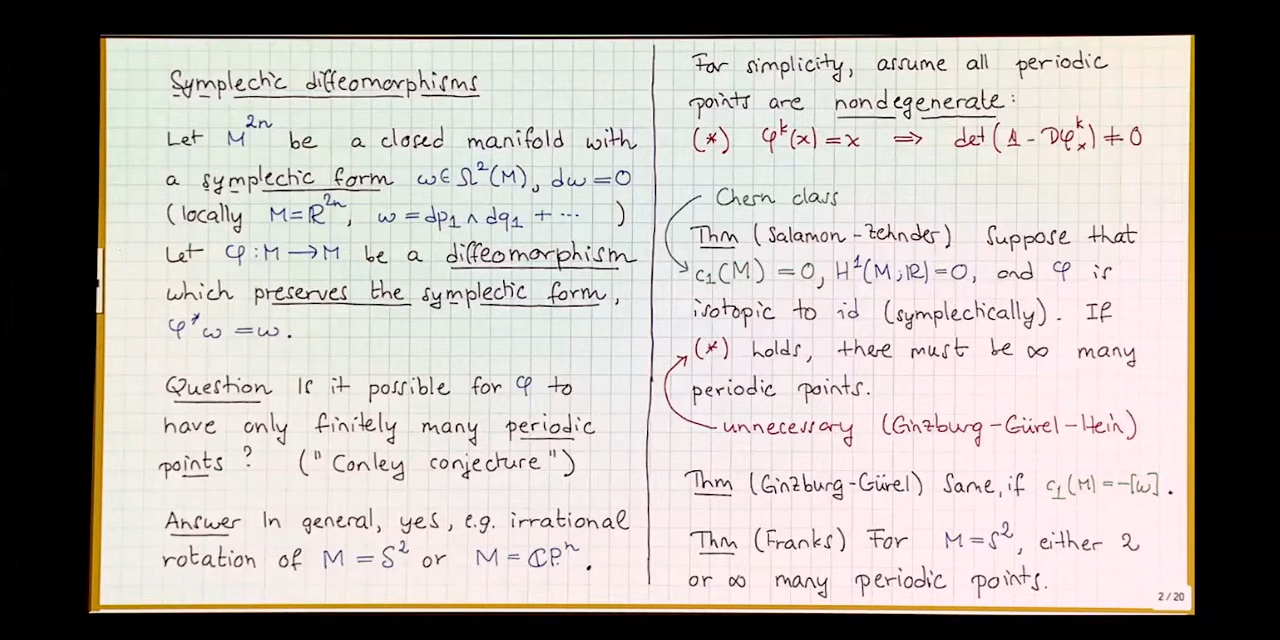 Symplectic diffeomorphisms
Let M²ⁿ be a closed manifold with
a symplectic form ω ∈ Ω²(M), dω = 0
(locally M = ℝ²ⁿ, ω = dp₁ ∧ dq₁ + ⋯ )
Let φ : M → M be a diffeomorphism
which preserves the symplectic form,
φ*ω = ω.
Question Is it possible for φ to
have only finitely many periodic
points? ("Conley conjecture")
Answer In general, yes, e.g. irrational
rotation of M = S² or M = ℂPⁿ.
For simplicity, assume all periodic
points are nondegenerate:
(*) φᵏ(x) = x ⟹ det(1 - Dφᵏₓ) ≠ 0
Chern class
Thm (Salamon-Zehnder) Suppose that
c₁(M) = 0, H¹(M;ℝ) = 0, and φ is
isotopic to id (symplectically). If
(*) holds, there must be ∞ many
periodic points.
unnecessary (Ginzburg-Gürel-Hein)
Thm (Ginzburg-Gürel) Same, if c₁(M) = -[ω].
Thm (Franks) For M = S², either 2
or ∞ many periodic points.
2 / 20